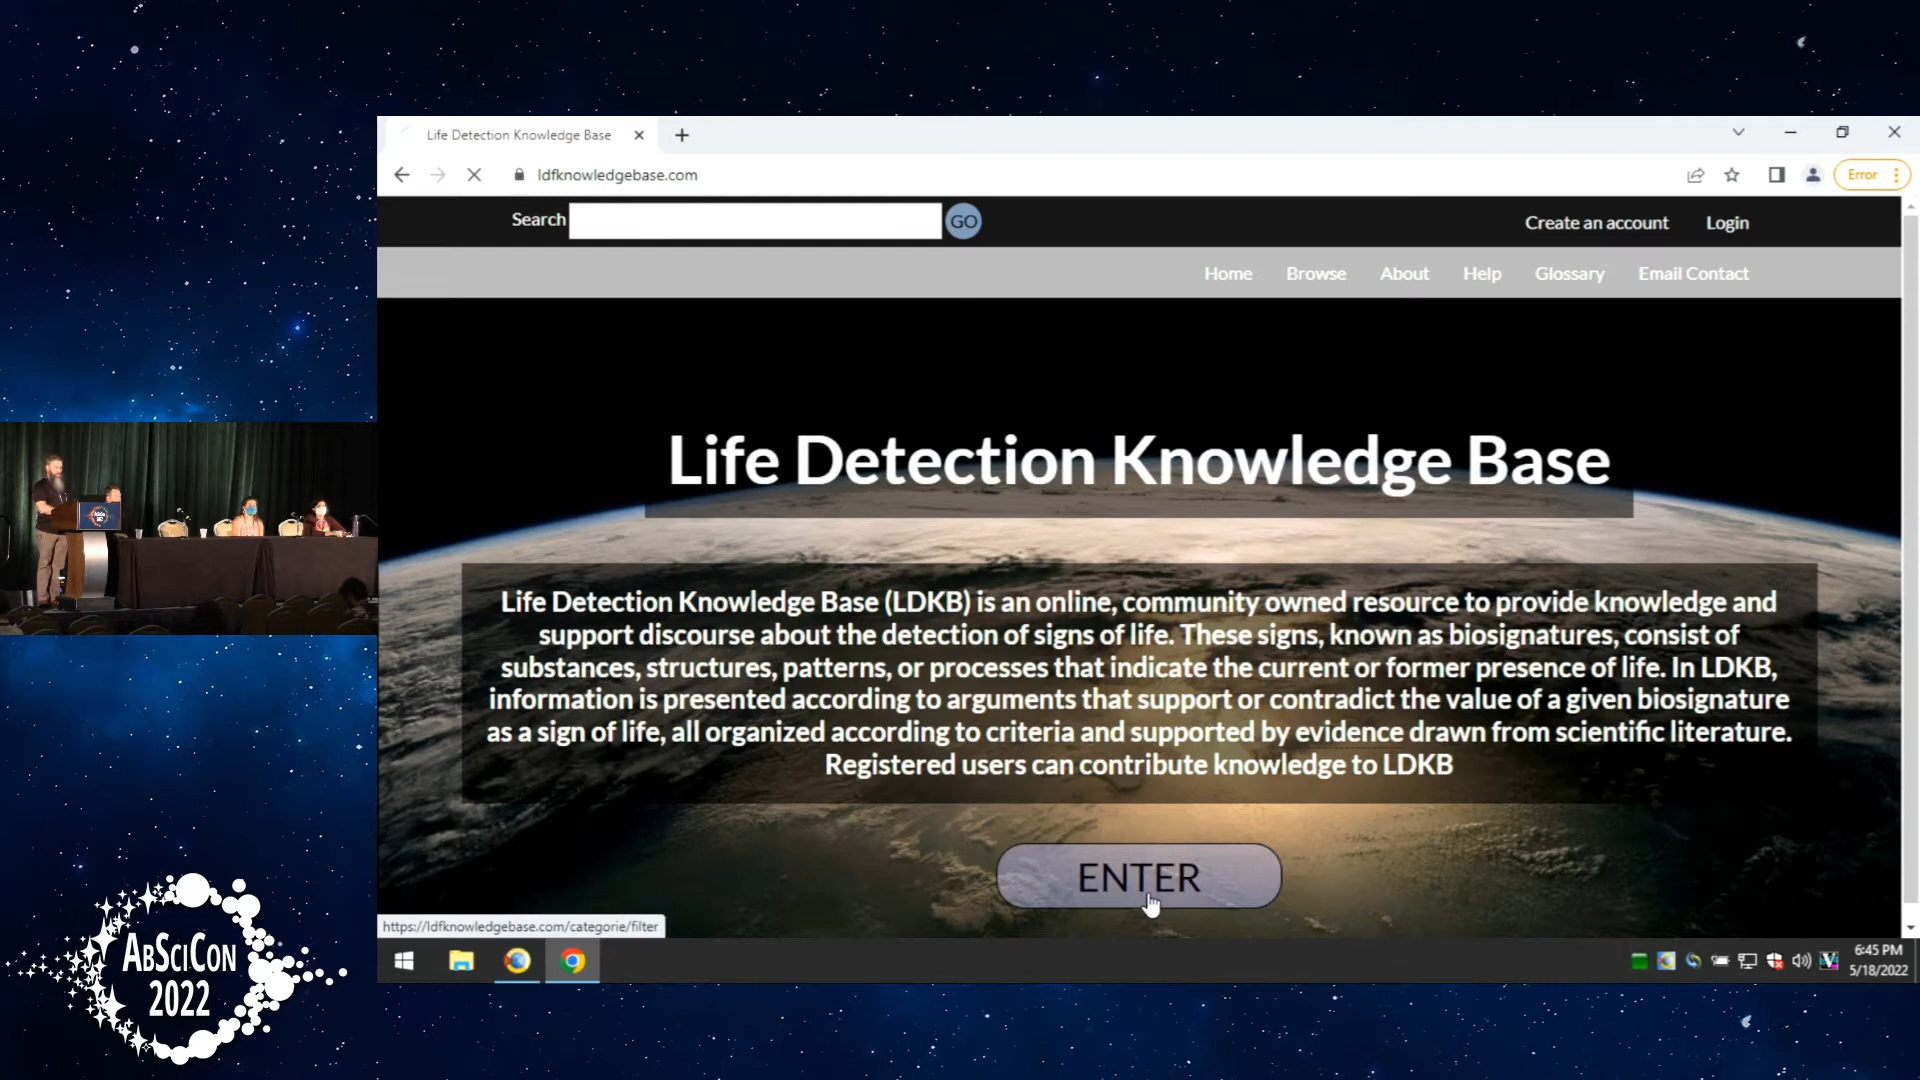 Life Detection Knowledge Base
ldfknowledgebase.com
Error
Search
GO
Create an account
Login
Home
Browse
About
Help
Glossary
Email Contact
Life Detection Knowledge Base
Life Detection Knowledge Base (LDKB) is an online, community owned resource to provide knowledge and
support discourse about the detection of signs of life. These signs, known as biosignatures, consist of
substances, structures, patterns, or processes that indicate the current or former presence of life. In LDKB,
information is presented according to arguments that support or contradict the value of a given biosignature
as a sign of life, all organized according to criteria and supported by evidence drawn from scientific literature.
Registered users can contribute knowledge to LDKB
ENTER
https://ldfknowledgebase.com/categorie/filter
6:45 PM
5/18/2022
ABSCICON
2022